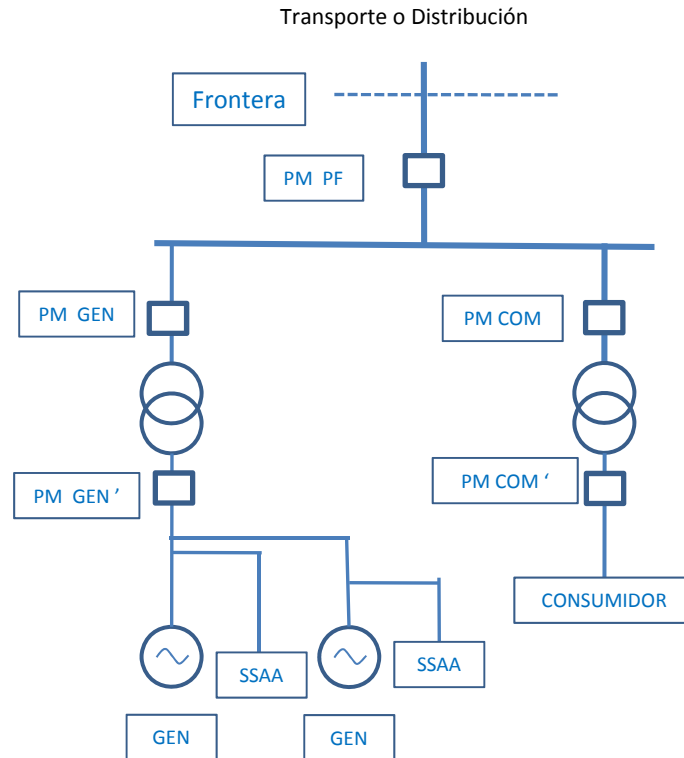 Transporte o Distribución
Frontera
PM PF
PM GEN
PM COM
PM GEN ’
PM COM ‘
CONSUMIDOR
SSAA
SSAA
GEN
GEN